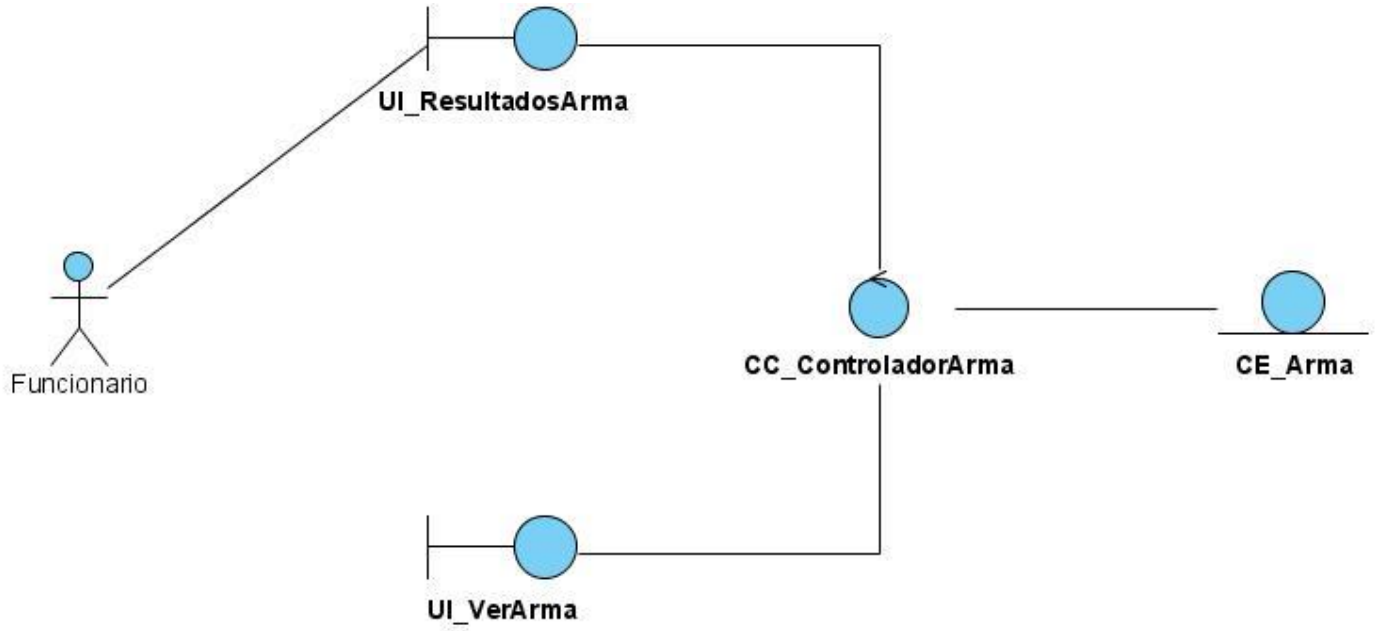 UI_ResultadosArma
Funcionario
CC_ControladorArma
CE_Arma
UI_VerArma